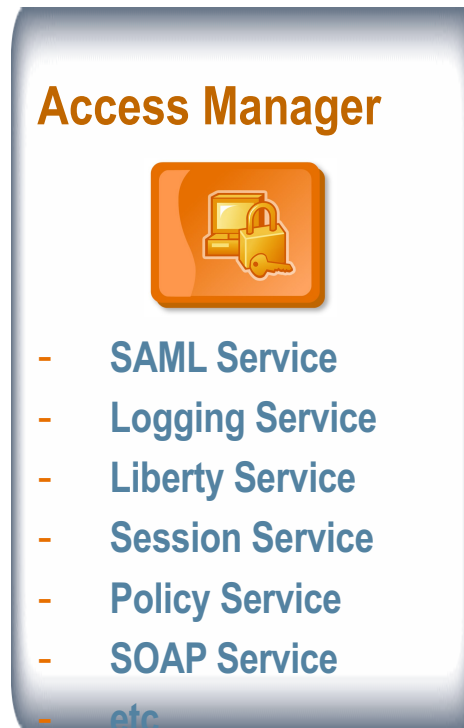 Access Manager
- SAML Service
- Logging Service
- Liberty Service
- Session Service
- Policy Service
- SOAP Service
- etc